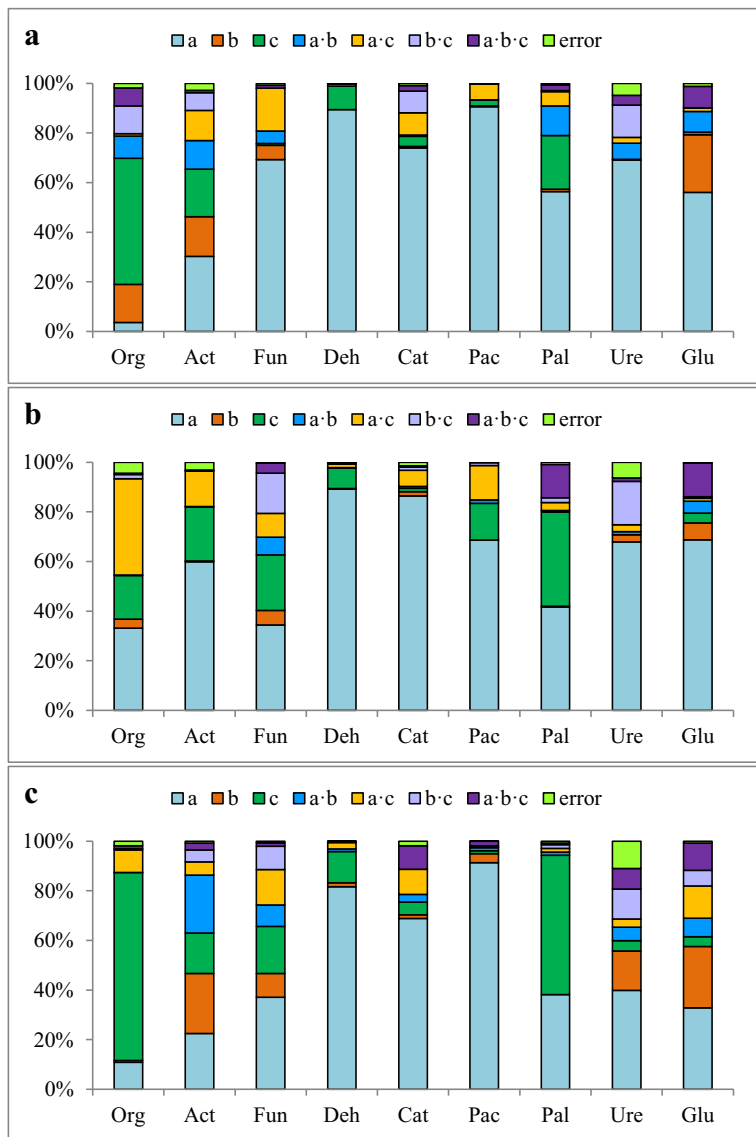 a
a b c a·b a·c b·c a·b·c error
100%
80%
60%
40%
20%
0%
Org Act Fun Deh Cat Pac Pal Ure Glu
b
a b c a·b a·c b·c a·b·c error
100%
80%
60%
40%
20%
0%
Org Act Fun Deh Cat Pac Pal Ure Glu
c
a b c a·b a·c b·c a·b·c error
100%
80%
60%
40%
20%
0%
Org Act Fun Deh Cat Pac Pal Ure Glu